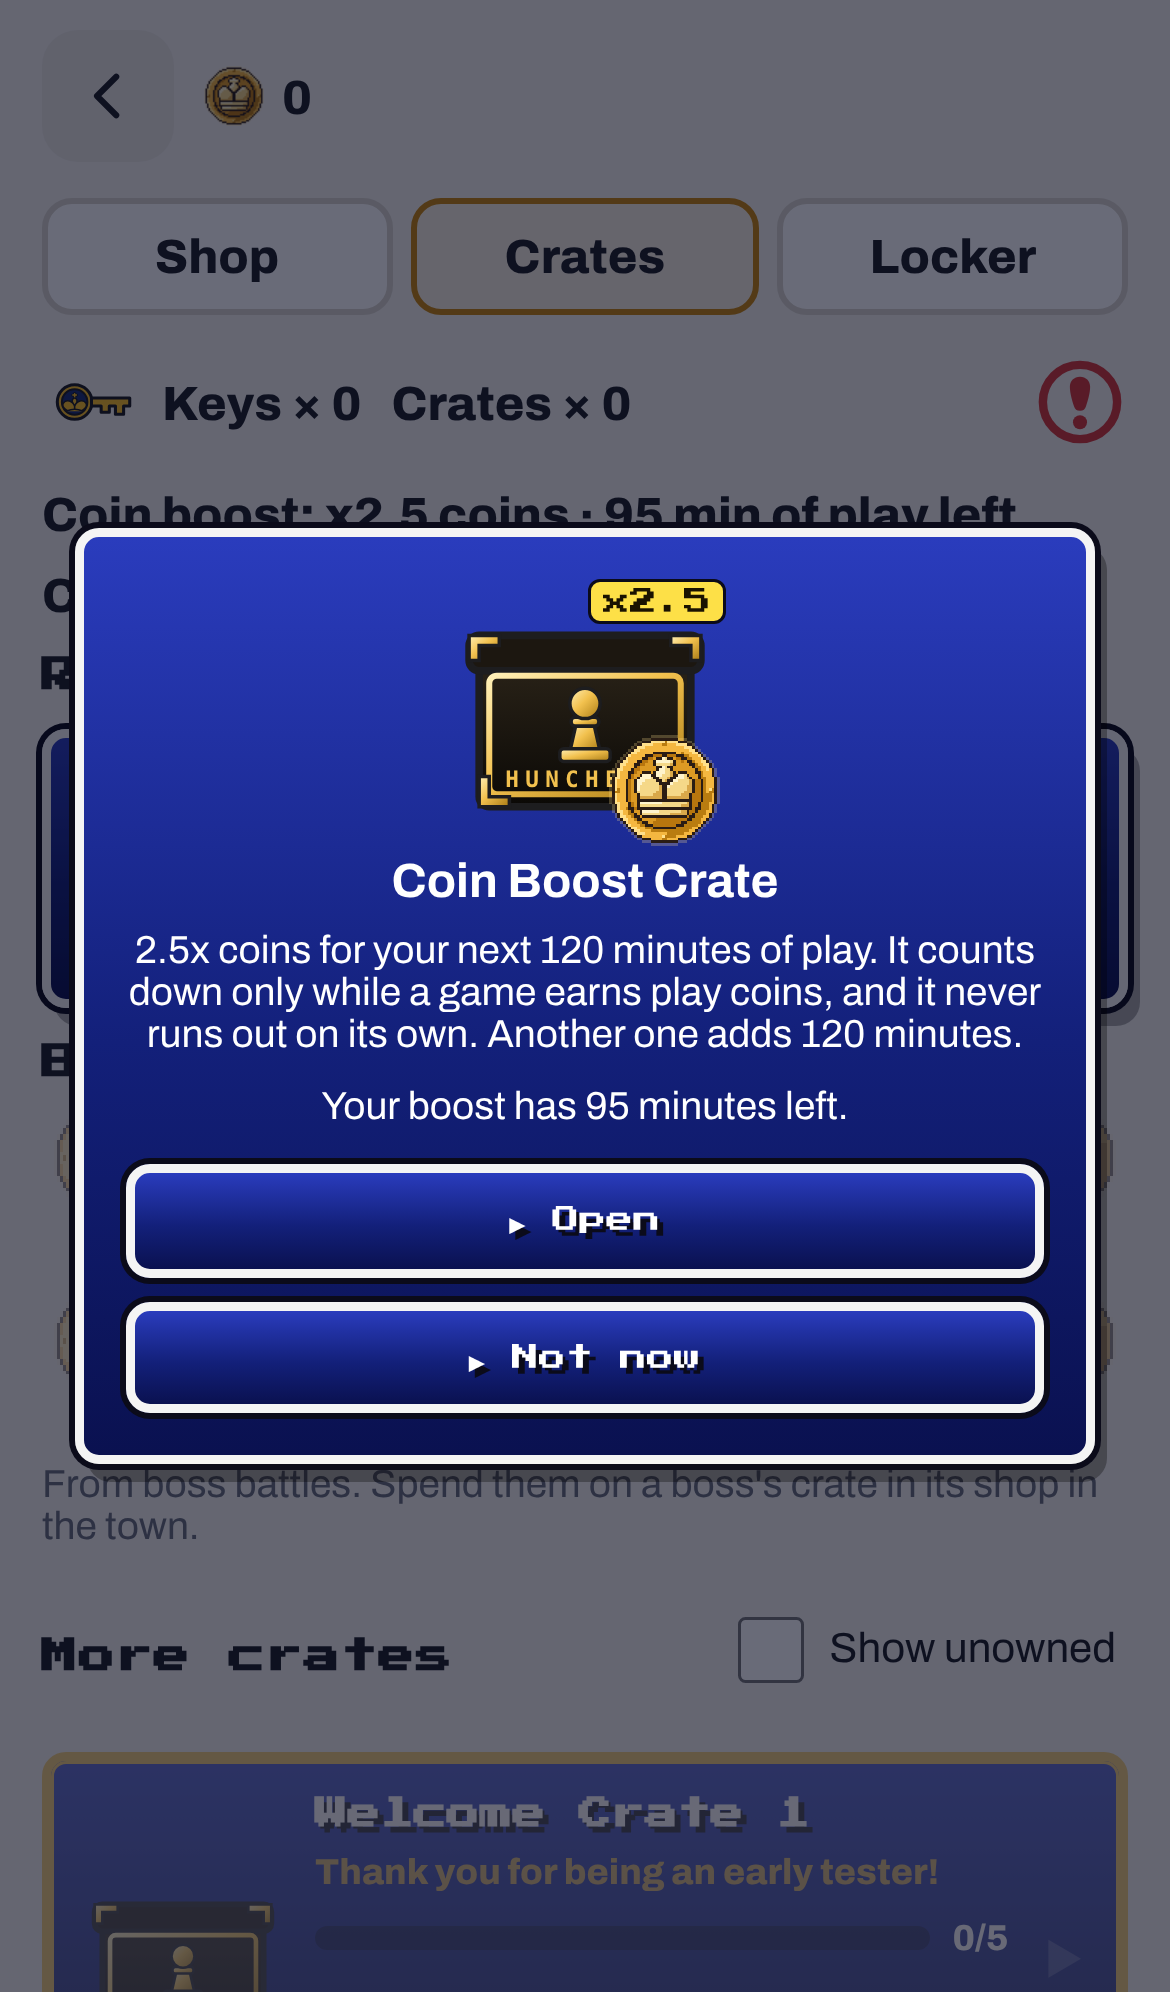 0
Shop
Crates
Locker
Keys × 0 Crates × 0
Coin boost: x2.5 coins · 95 min of play left
x2.5
Coin Boost Crate
2.5x coins for your next 120 minutes of play. It counts
down only while a game earns play coins, and it never
runs out on its own. Another one adds 120 minutes.
Your boost has 95 minutes left.
▸ Open
▸ Not now
From boss battles. Spend them on a boss's crate in its shop in
the town.
More crates
Show unowned
Welcome Crate 1
Thank you for being an early tester!
0/5